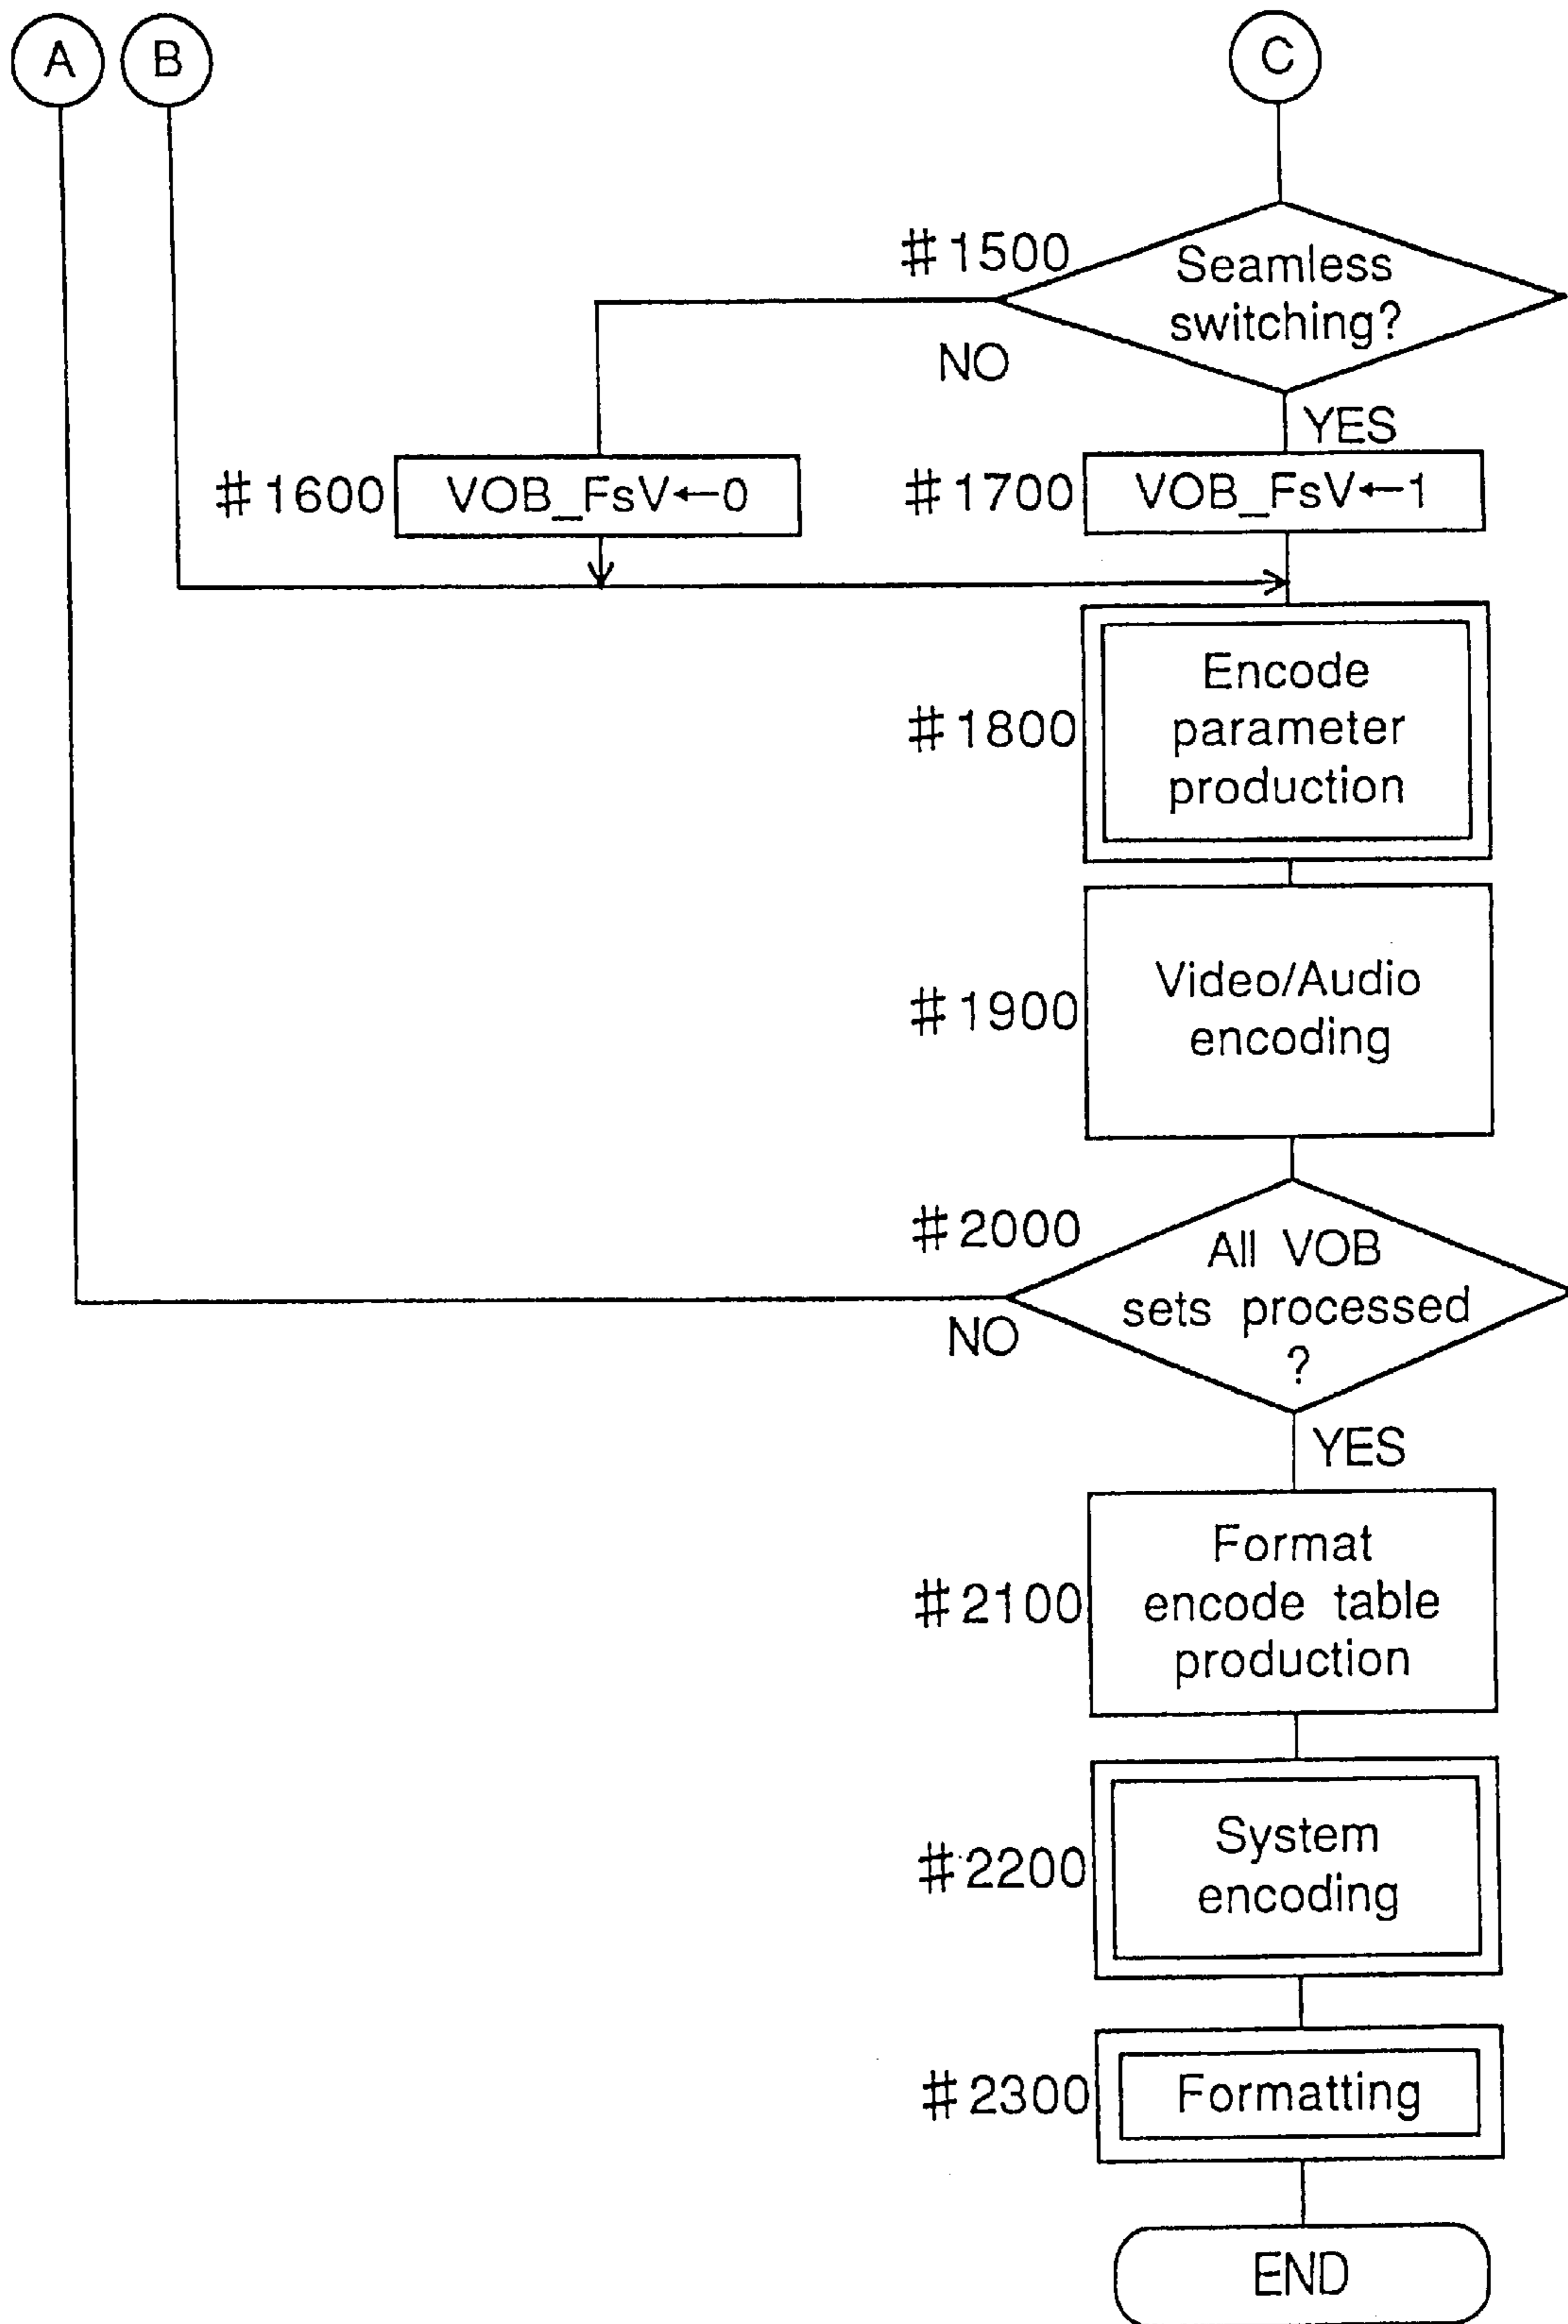 A B C
#1500
Seamless
switching?
NO
YES
#1600 VOB_FsV←0
#1700 VOB_FsV←1
#1800
Encode
parameter
production
#1900
Video/Audio
encoding
#2000
All VOB
sets processed
?
NO
YES
#2100
Format
encode table
production
#2200
System
encoding
#2300 Formatting
END